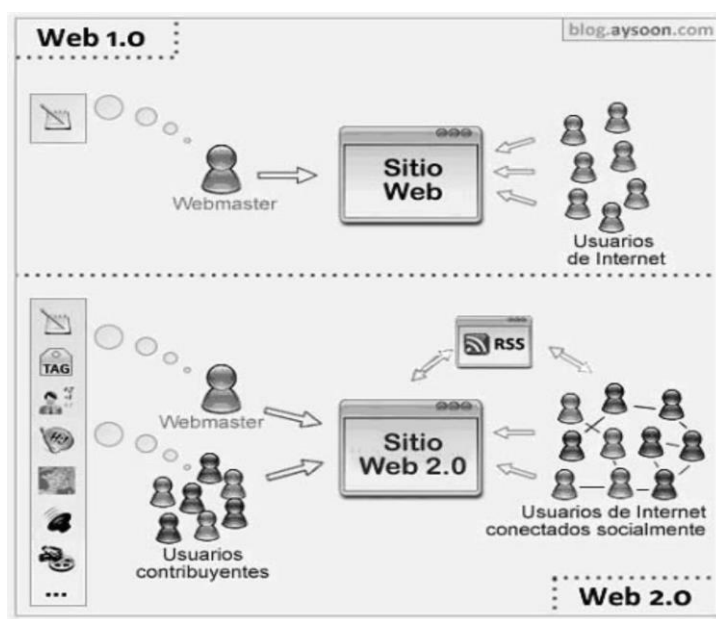 Web 1.0
blog.aysoon.com
Webmaster
Sitio
Web
Usuarios
de Internet
TAG
Hi!
RSS
Webmaster
Sitio
Web 2.0
Usuarios
contribuyentes
Usuarios de Internet
conectados socialmente
...
Web 2.0